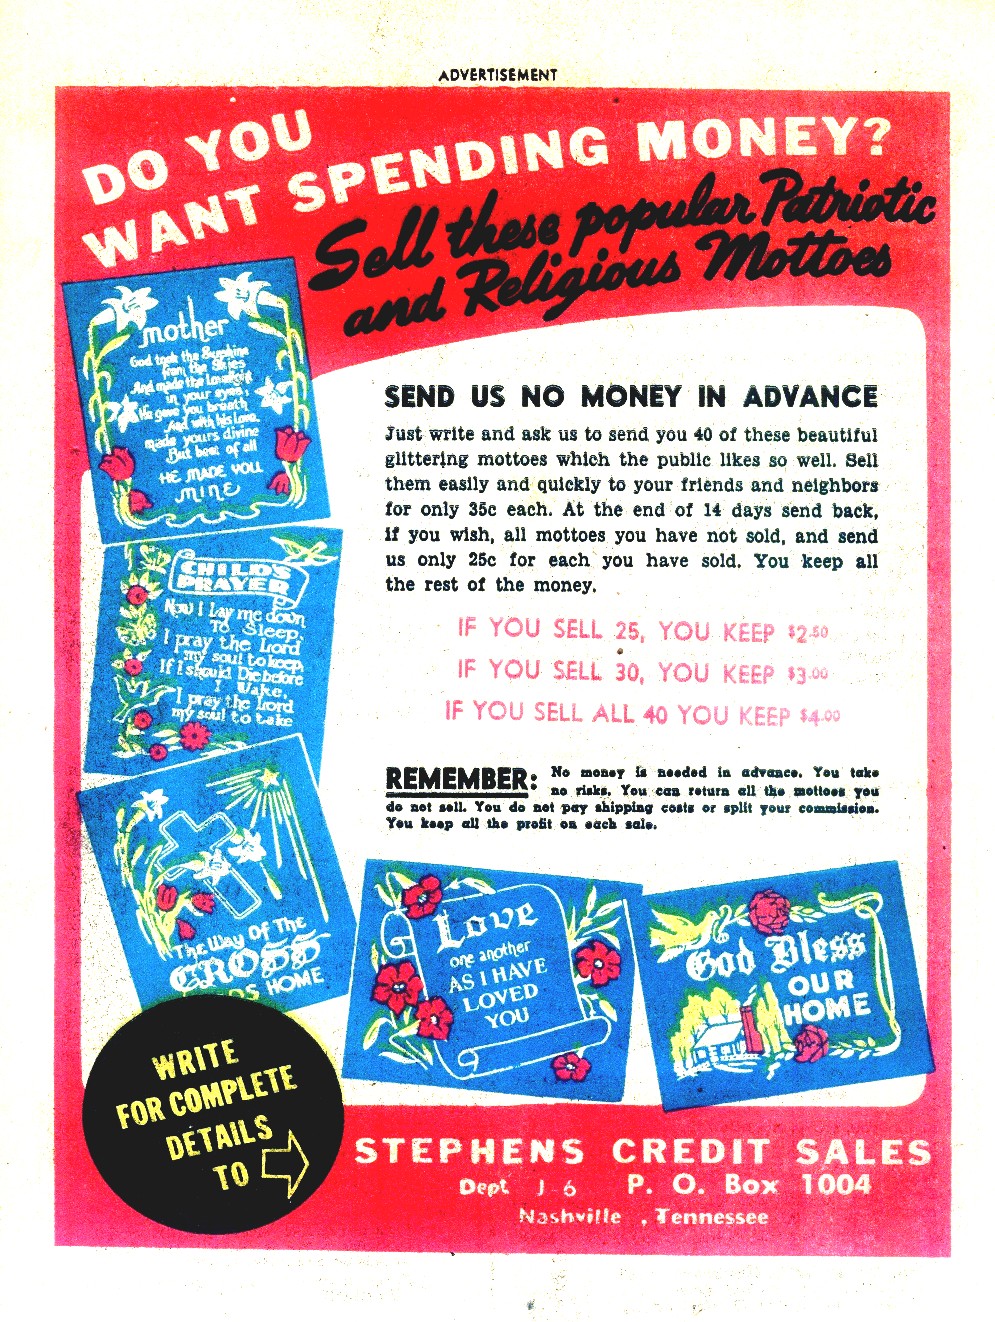 ADVERTISEMENT
DO YOU
WANT SPENDING MONEY?
Sell these popular Patriotic
and Religious Mottoes
mother
God took the Sunshine
from the Skies
And made the Lovelight
in your eyes;
He gave you breath
And with his Love
made yours divine
But best of all
HE MADE YOU
MINE
CHILD'S
PRAYER
Now I Lay me down
TO Sleep,
I pray the Lord
my soul to keep,
If I should Die before
I Wake,
I pray the Lord
my soul to take
The Way Of The
CROSS
DS HOME
SEND US NO MONEY IN ADVANCE
Just write and ask us to send you 40 of these beautiful
glittering mottoes which the public likes so well. Sell
them easily and quickly to your friends and neighbors
for only 35c each. At the end of 14 days send back,
if you wish, all mottoes you have not sold, and send
us only 25c for each you have sold. You keep all
the rest of the money.
IF YOU SELL 25, YOU KEEP $2.50
IF YOU SELL 30, YOU KEEP $3.00
IF YOU SELL ALL 40 YOU KEEP $4.00
REMEMBER: No money is needed in advance. You take
no risks. You can return all the mottoes you
do not sell. You do not pay shipping costs or split your commission.
You keep all the profit on each sale.
Love
one another
AS I HAVE
LOVED
YOU
God Bless
OUR
HOME
WRITE
FOR COMPLETE
DETAILS
TO
STEPHENS CREDIT SALES
Dept J-6 P. O. Box 1004
Nashville , Tennessee